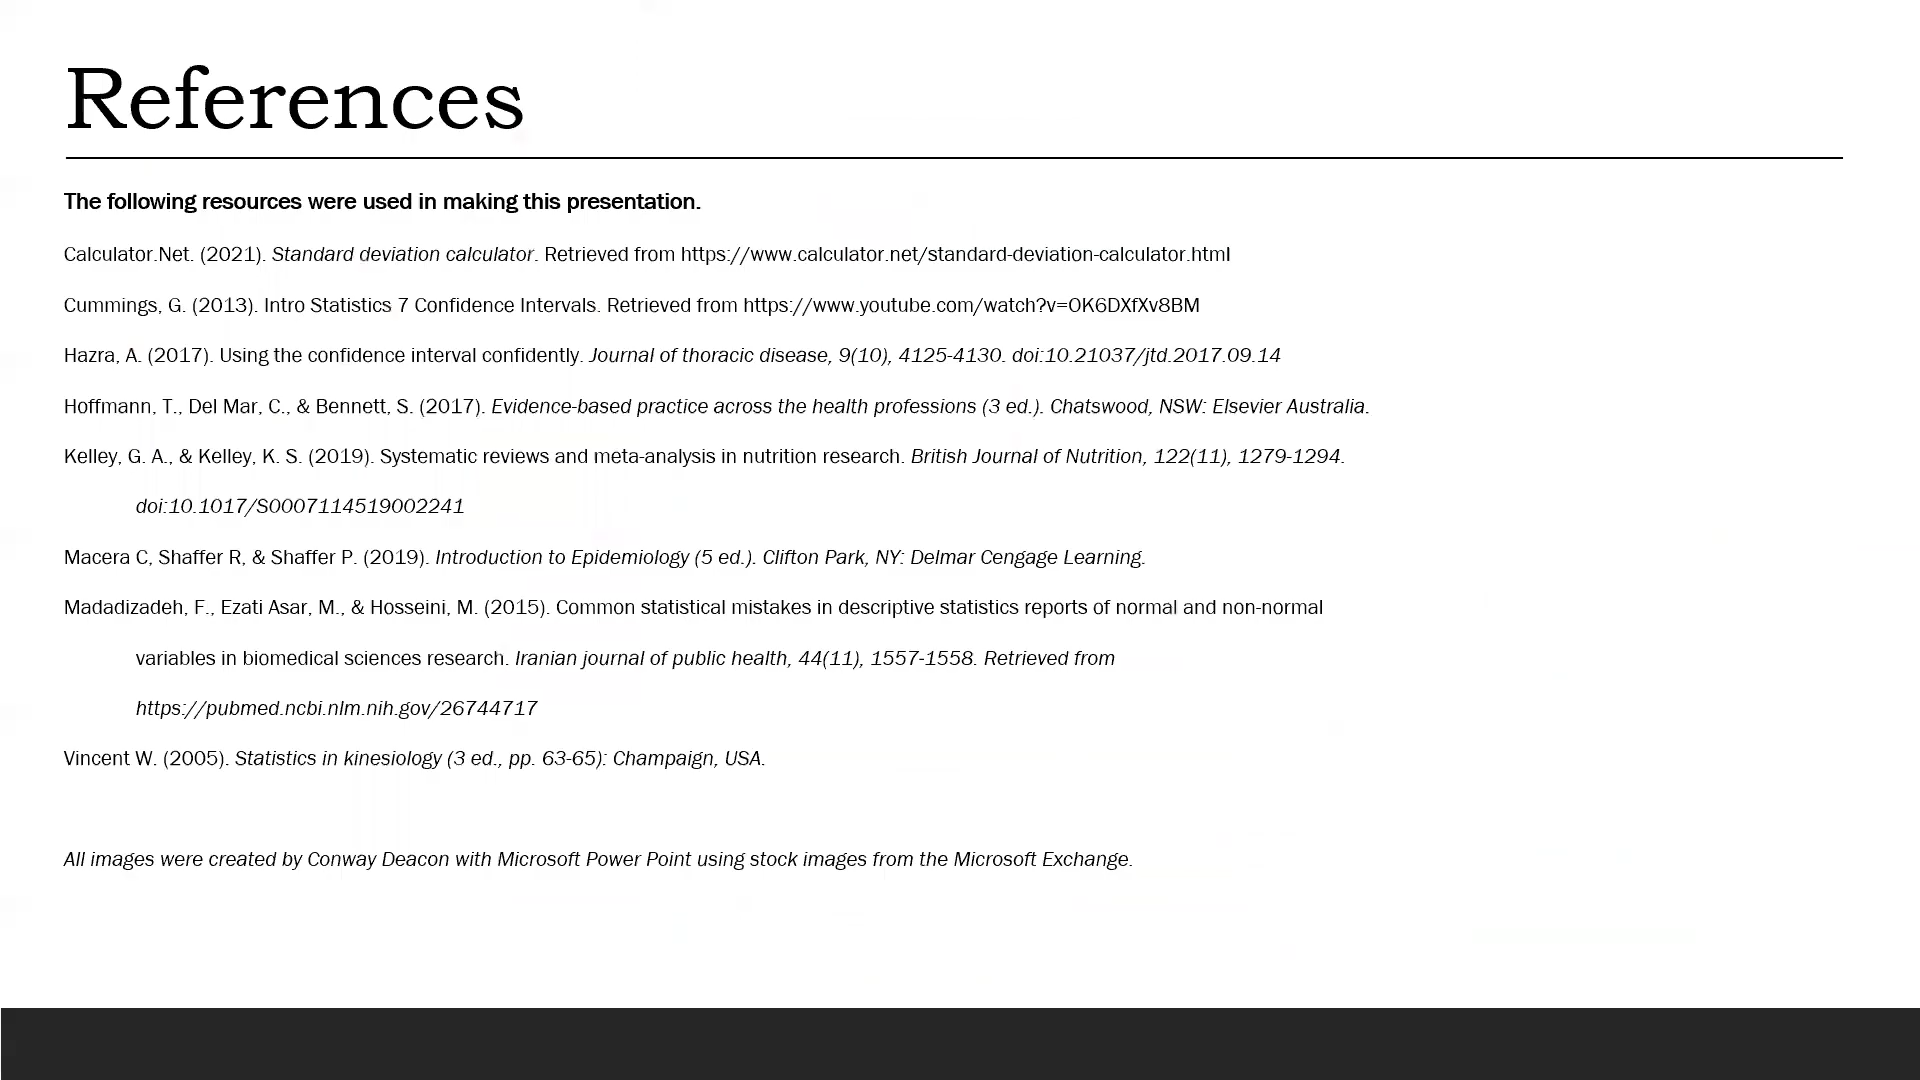 References
The following resources were used in making this presentation.
Calculator.Net. (2021). Standard deviation calculator. Retrieved from https://www.calculator.net/standard-deviation-calculator.html
Cummings, G. (2013). Intro Statistics 7 Confidence Intervals. Retrieved from https://www.youtube.com/watch?v=OK6DXfXv8BM
Hazra, A. (2017). Using the confidence interval confidently. Journal of thoracic disease, 9(10), 4125-4130. doi:10.21037/jtd.2017.09.14
Hoffmann, T., Del Mar, C., & Bennett, S. (2017). Evidence-based practice across the health professions (3 ed.). Chatswood, NSW: Elsevier Australia.
Kelley, G. A., & Kelley, K. S. (2019). Systematic reviews and meta-analysis in nutrition research. British Journal of Nutrition, 122(11), 1279-1294.
doi:10.1017/S0007114519002241
Macera C, Shaffer R, & Shaffer P. (2019). Introduction to Epidemiology (5 ed.). Clifton Park, NY: Delmar Cengage Learning.
Madadizadeh, F., Ezati Asar, M., & Hosseini, M. (2015). Common statistical mistakes in descriptive statistics reports of normal and non-normal
variables in biomedical sciences research. Iranian journal of public health, 44(11), 1557-1558. Retrieved from
https://pubmed.ncbi.nlm.nih.gov/26744717
Vincent W. (2005). Statistics in kinesiology (3 ed., pp. 63-65): Champaign, USA.
All images were created by Conway Deacon with Microsoft Power Point using stock images from the Microsoft Exchange.